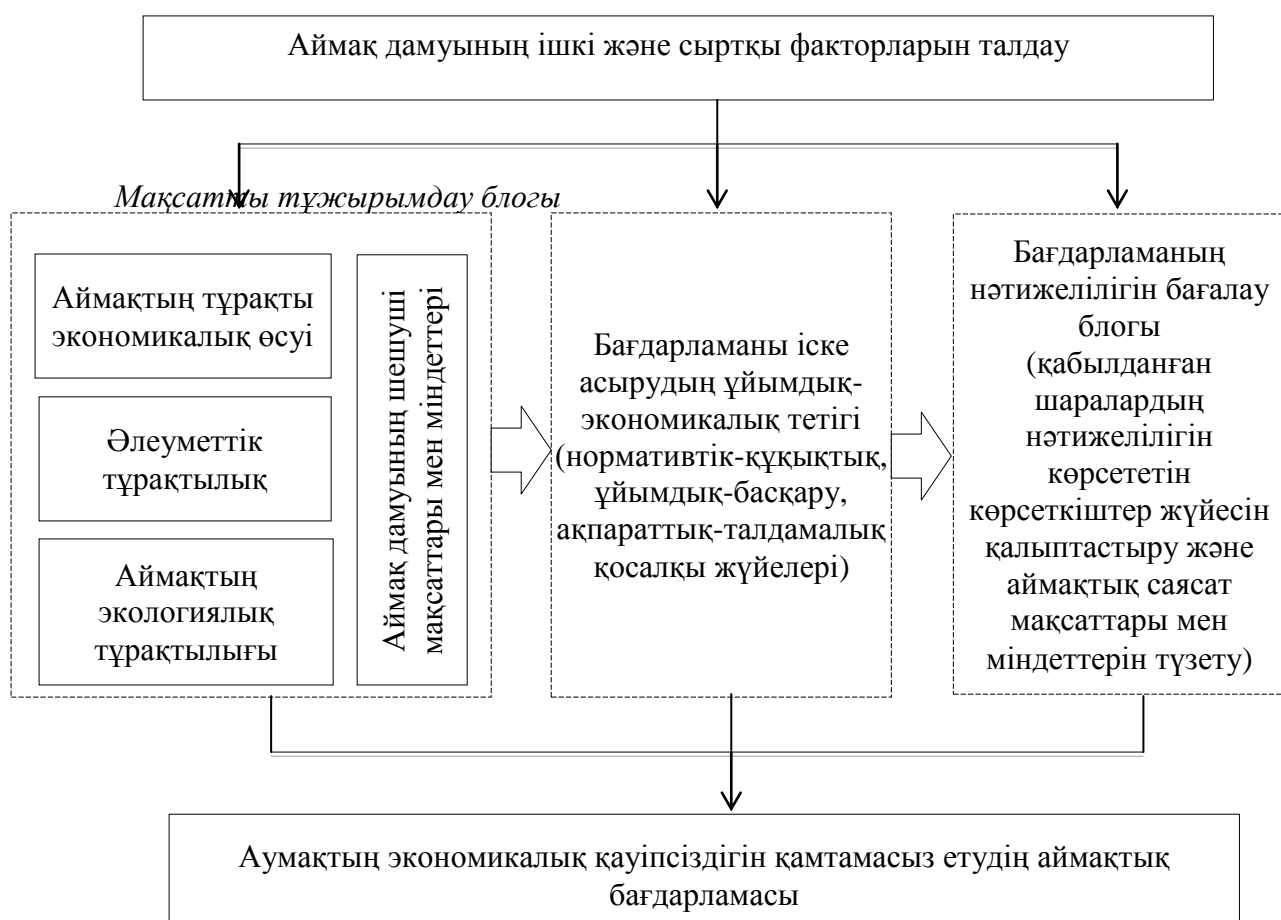 Аймақ дамуының ішкі және сыртқы факторларын талдау
Мақсатты тұжырымдау блогы
Аймақтың тұрақты
экономикалық өсуі
Әлеуметтік
тұрақтылық
Аймақтың
экологиялық
тұрақтылығы
Аймақ дамуының шешуші
мақсаттары мен міндеттері
Бағдарламаны іске
асырудың ұйымдық-
экономикалық тетігі
(нормативтік-құқықтық,
ұйымдық-басқару,
ақпараттық-талдамалық
қосалқы жүйелері)
Бағдарламаның
нәтижелілігін бағалау
блогы
(қабылданған
шаралардың
нәтижелілігін
көрсететін
көрсеткіштер жүйесін
қалыптастыру және
аймақтық саясат
мақсаттары мен
міндеттерін түзету)
Аумақтың экономикалық қауіпсіздігін қамтамасыз етудің аймақтық
бағдарламасы